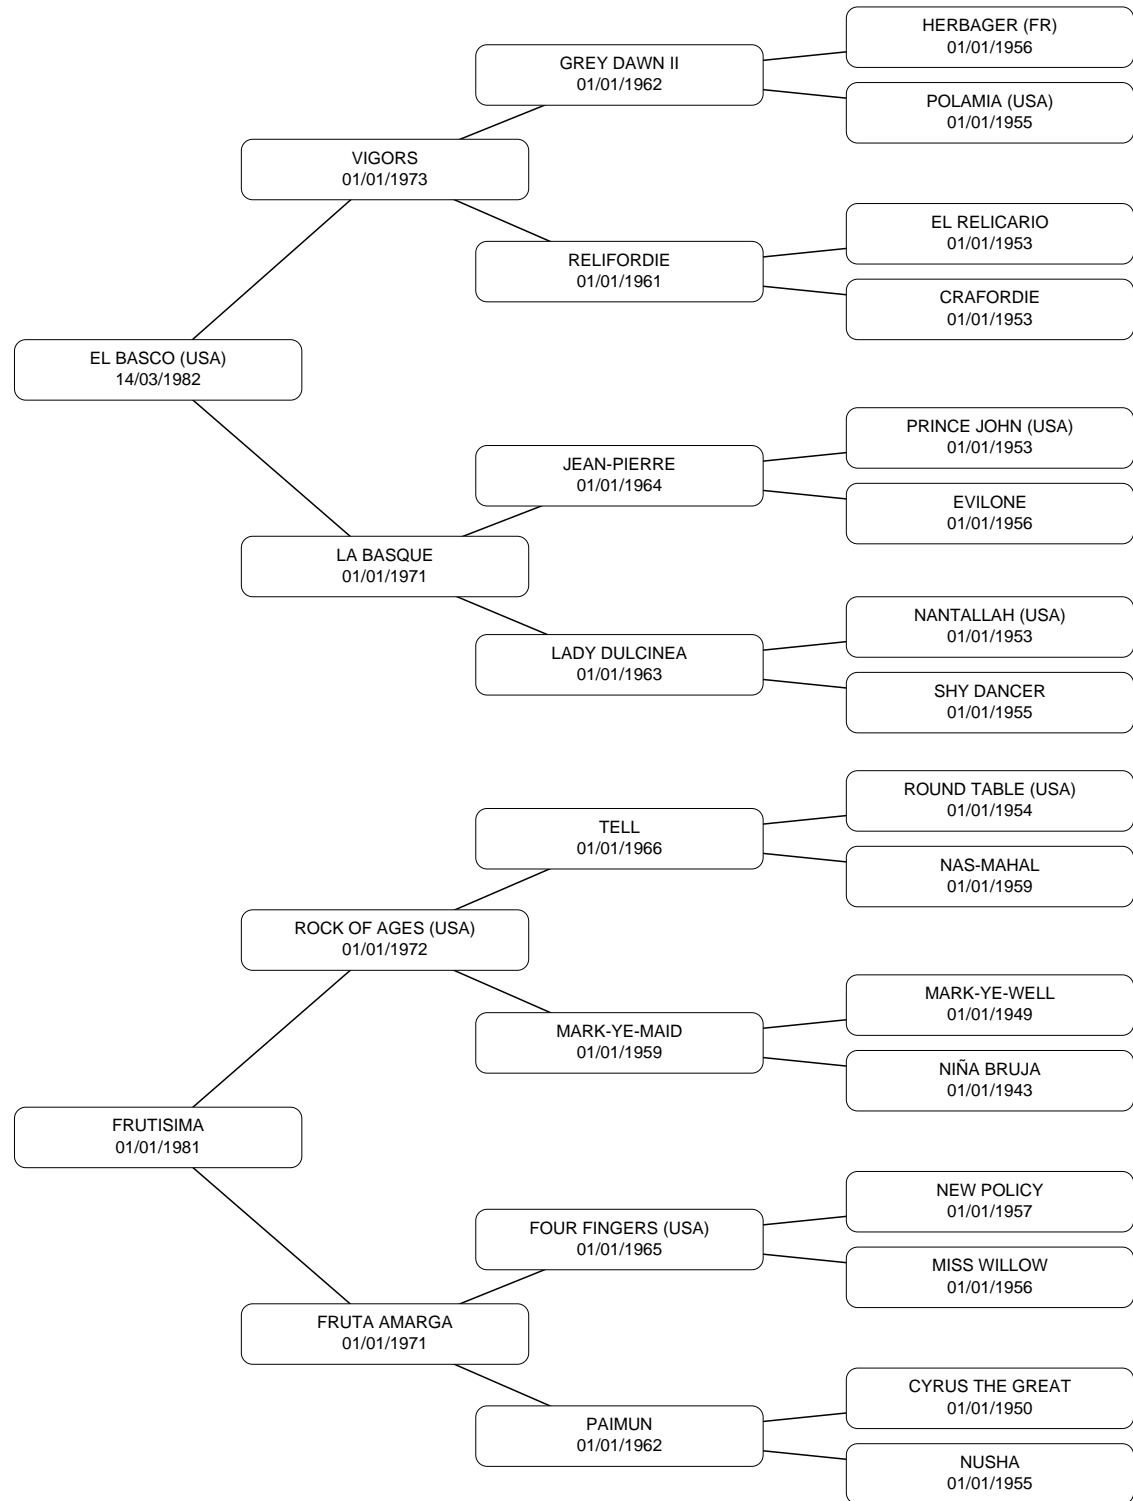 HERBAGER (FR)
01/01/1956
GREY DAWN II
01/01/1962
POLAMIA (USA)
01/01/1955
VIGORS
01/01/1973
EL RELICARIO
01/01/1953
RELIFORDIE
01/01/1961
CRAFORDIE
01/01/1953
EL BASCO (USA)
14/03/1982
PRINCE JOHN (USA)
01/01/1953
JEAN-PIERRE
01/01/1964
EVILONE
01/01/1956
LA BASQUE
01/01/1971
NANTALLAH (USA)
01/01/1953
LADY DULCINEA
01/01/1963
SHY DANCER
01/01/1955
ROUND TABLE (USA)
01/01/1954
TELL
01/01/1966
NAS-MAHAL
01/01/1959
ROCK OF AGES (USA)
01/01/1972
MARK-YE-WELL
01/01/1949
MARK-YE-MAID
01/01/1959
NIÑA BRUJA
01/01/1943
FRUTISIMA
01/01/1981
NEW POLICY
01/01/1957
FOUR FINGERS (USA)
01/01/1965
MISS WILLOW
01/01/1956
FRUTA AMARGA
01/01/1971
CYRUS THE GREAT
01/01/1950
PAIMUN
01/01/1962
NUSHA
01/01/1955